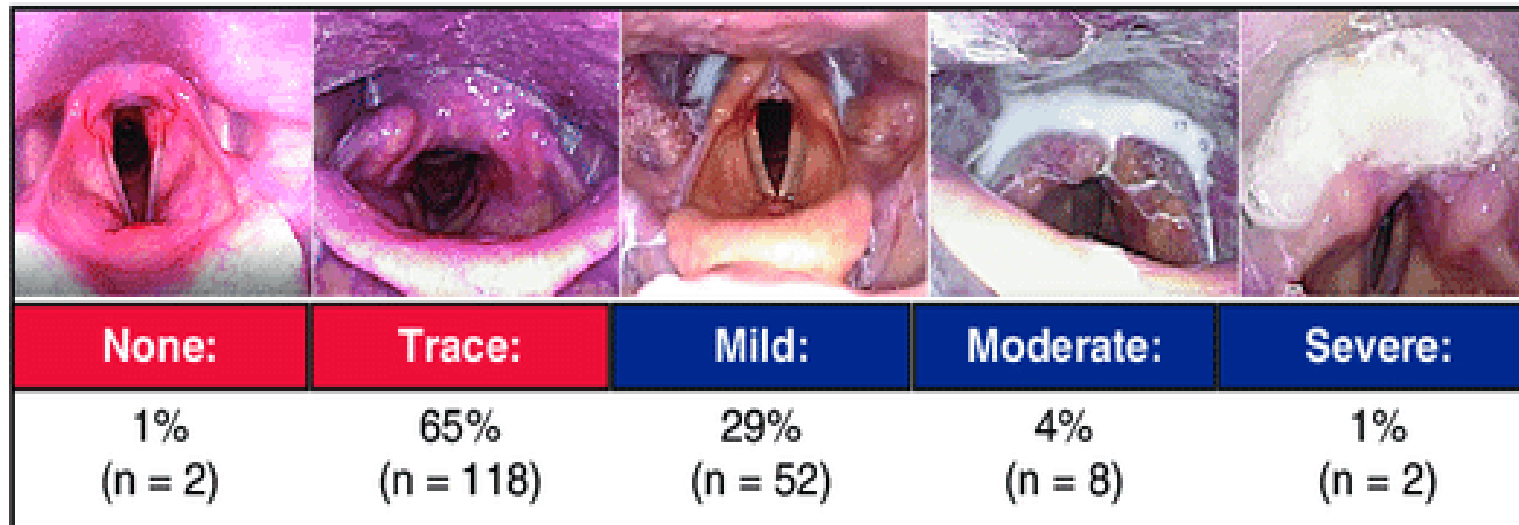 None: Trace: Mild: Moderate: Severe:
1% 65% 29% 4% 1%
(n = 2) (n = 118) (n = 52) (n = 8) (n = 2)